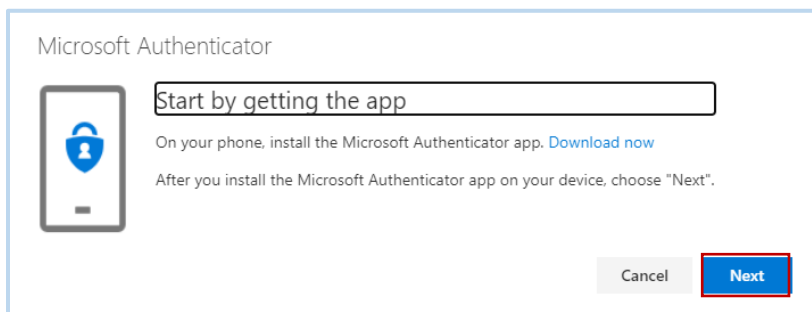 Microsoft Authenticator
Start by getting the app
On your phone, install the Microsoft Authenticator app. Download now
After you install the Microsoft Authenticator app on your device, choose "Next".
Cancel Next